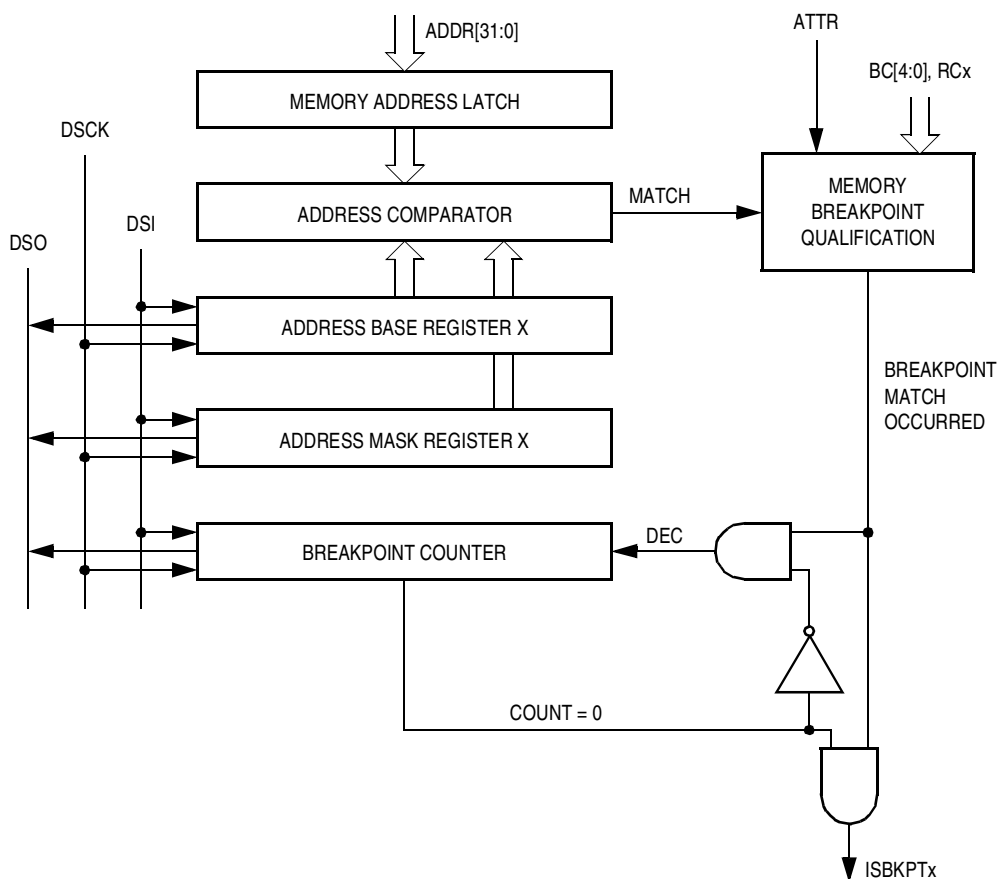 ADDR[31:0]
ATTR
BC[4:0], RCx
MEMORY ADDRESS LATCH
DSCK
ADDRESS COMPARATOR
MATCH
MEMORY
BREAKPOINT
QUALIFICATION
DSI
DSO
ADDRESS BASE REGISTER X
BREAKPOINT
MATCH
OCCURRED
ADDRESS MASK REGISTER X
BREAKPOINT COUNTER
DEC
COUNT = 0
ISBKPTx